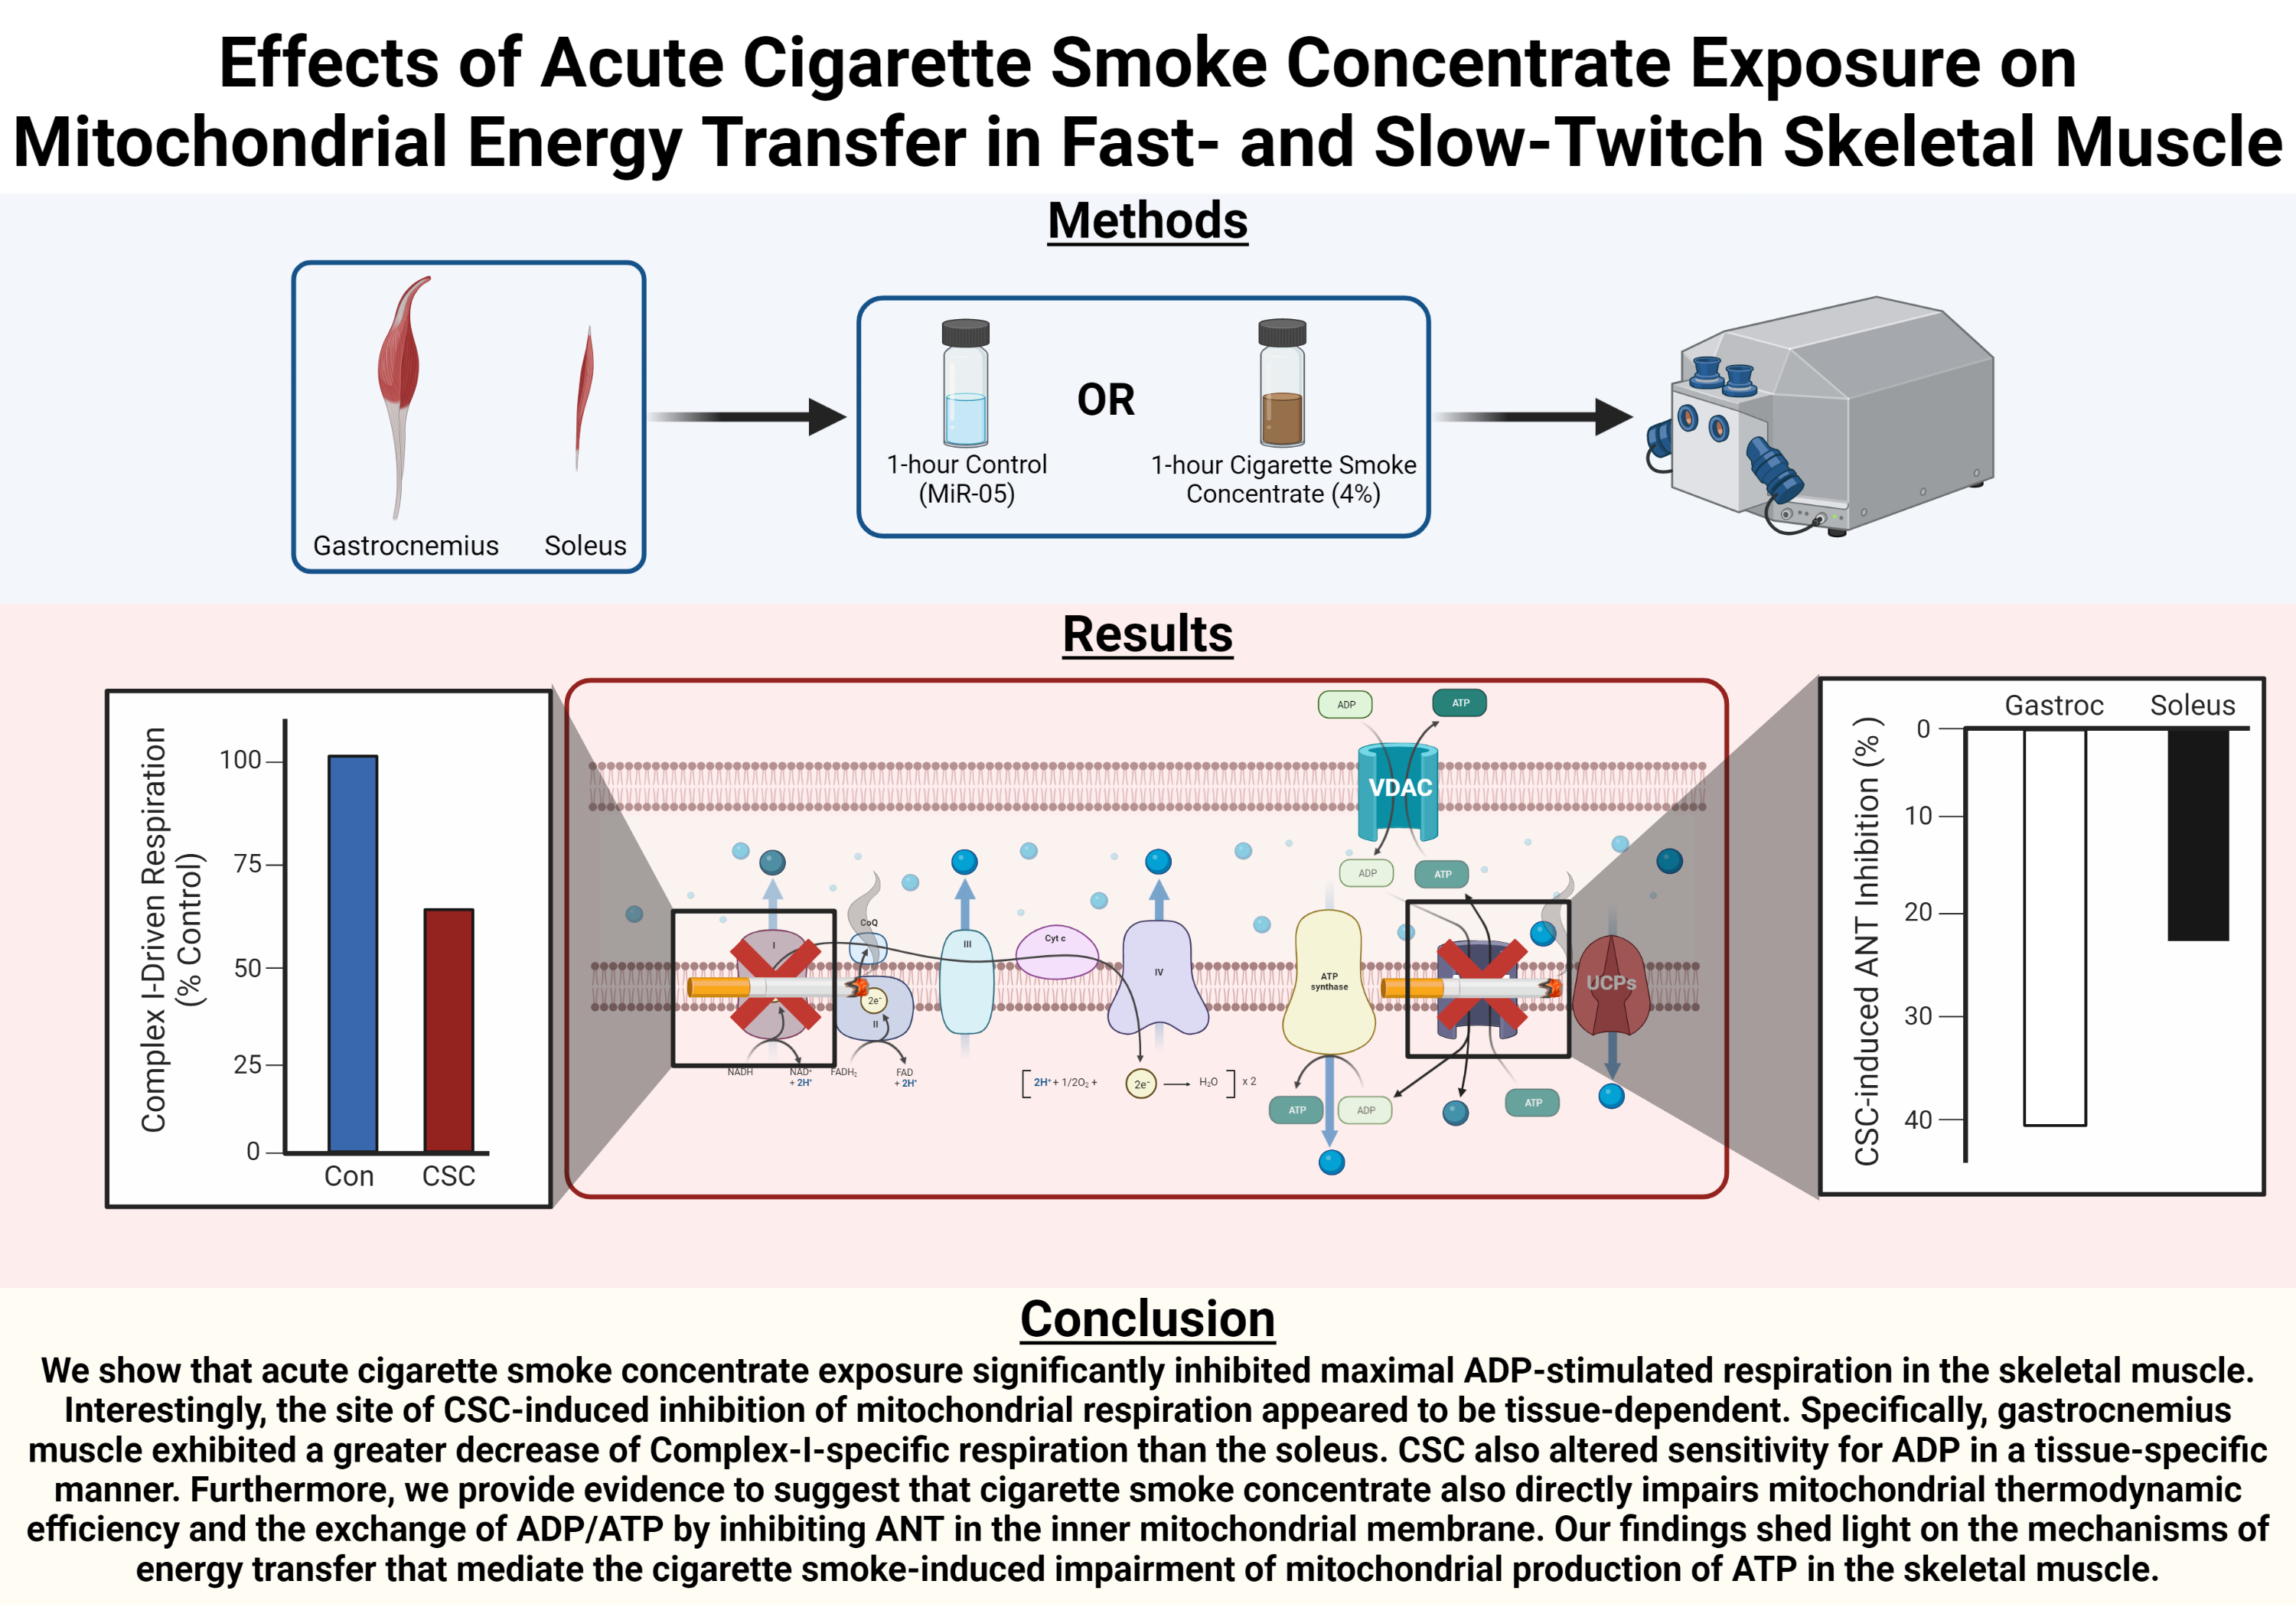 Effects of Acute Cigarette Smoke Concentrate Exposure on
Mitochondrial Energy Transfer in Fast- and Slow-Twitch Skeletal Muscle
Methods
Gastrocnemius
Soleus
OR
1-hour Control
(MiR-05)
1-hour Cigarette Smoke
Concentrate (4%)
Results
Complex I-Driven Respiration
(% Control)
100
75
50
25
0
Con
CSC
ADP
ATP
VDAC
ADP
ATP
I
CoQ
2e⁻
II
III
Cyt c
IV
ATP
synthase
UCPs
NADH
NAD⁺
+ 2H⁺
FADH₂
FAD
+ 2H⁺
2H⁺ + 1/2O₂ +
2e⁻
H₂O
x 2
ATP
ADP
ATP
CSC-induced ANT Inhibition (% )
Gastroc
Soleus
0
10
20
30
40
Conclusion
We show that acute cigarette smoke concentrate exposure significantly inhibited maximal ADP-stimulated respiration in the skeletal muscle.
Interestingly, the site of CSC-induced inhibition of mitochondrial respiration appeared to be tissue-dependent. Specifically, gastrocnemius
muscle exhibited a greater decrease of Complex-I-specific respiration than the soleus. CSC also altered sensitivity for ADP in a tissue-specific
manner. Furthermore, we provide evidence to suggest that cigarette smoke concentrate also directly impairs mitochondrial thermodynamic
efficiency and the exchange of ADP/ATP by inhibiting ANT in the inner mitochondrial membrane. Our findings shed light on the mechanisms of
energy transfer that mediate the cigarette smoke-induced impairment of mitochondrial production of ATP in the skeletal muscle.